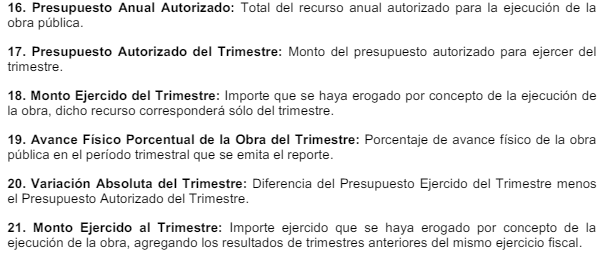 16. Presupuesto Anual Autorizado: Total del recurso anual autorizado para la ejecución de la
obra pública.
17. Presupuesto Autorizado del Trimestre: Monto del presupuesto autorizado para ejercer del
trimestre.
18. Monto Ejercido del Trimestre: Importe que se haya erogado por concepto de la ejecución de
la obra, dicho recurso corresponderá sólo del trimestre.
19. Avance Físico Porcentual de la Obra del Trimestre: Porcentaje de avance físico de la obra
pública en el período trimestral que se emita el reporte.
20. Variación Absoluta del Trimestre: Diferencia del Presupuesto Ejercido del Trimestre menos
el Presupuesto Autorizado del Trimestre.
21. Monto Ejercido al Trimestre: Importe ejercido que se haya erogado por concepto de la
ejecución de la obra, agregando los resultados de trimestres anteriores del mismo ejercicio fiscal.